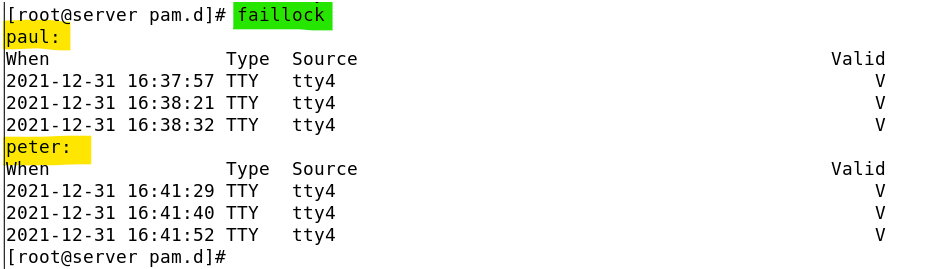 [root@server pam.d]# faillock
paul:
When                Type  Source                                           Valid
2021-12-31 16:37:57 TTY   tty4                                                 V
2021-12-31 16:38:21 TTY   tty4                                                 V
2021-12-31 16:38:32 TTY   tty4                                                 V
peter:
When                Type  Source                                           Valid
2021-12-31 16:41:29 TTY   tty4                                                 V
2021-12-31 16:41:40 TTY   tty4                                                 V
2021-12-31 16:41:52 TTY   tty4                                                 V
[root@server pam.d]#